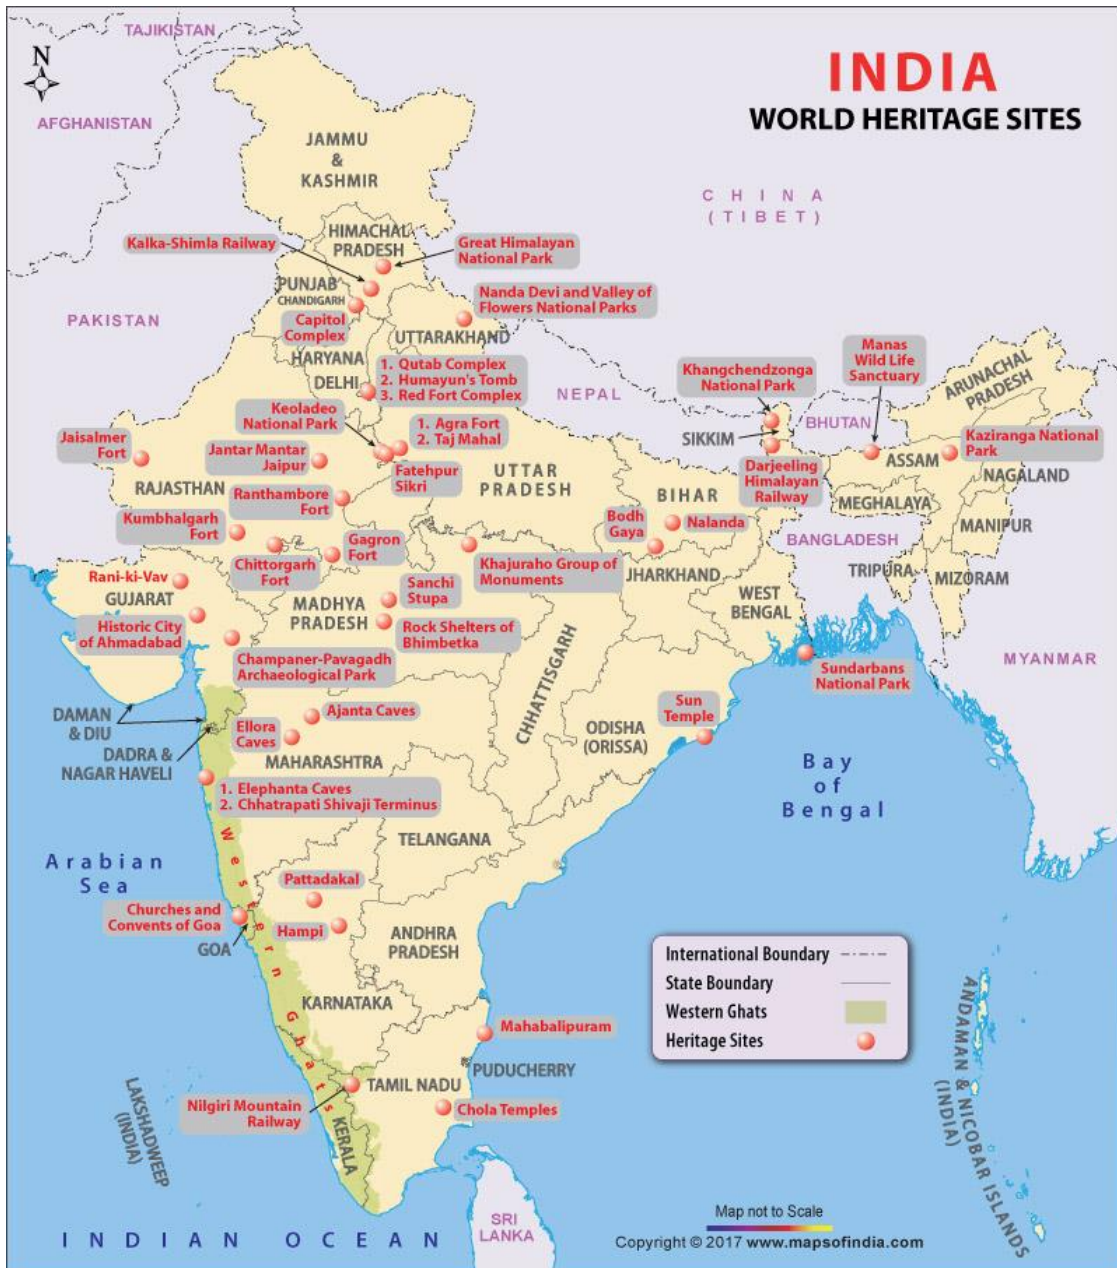 TAJIKISTAN
N
INDIA
WORLD HERITAGE SITES
AFGHANISTAN
JAMMU
&
KASHMIR
CHINA
(TIBET)
HIMACHAL
PRADESH
Kalka-Shimla Railway
Great Himalayan
National Park
PUNJAB
CHANDIGARH
Nanda Devi and Valley of
Flowers National Parks
PAKISTAN
Capitol
Complex
UTTARAKHAND
HARYANA
DELHI
1. Qutab Complex
2. Humayun's Tomb
3. Red Fort Complex
Manas
Wild Life
Sanctuary
Khangchendzonga
National Park
ARUNACHAL
PRADESH
NEPAL
Keoladeo
National Park
1. Agra Fort
2. Taj Mahal
SIKKIM
BHUTAN
Jaisalmer
Fort
Jantar Mantar
Jaipur
Fatehpur
Sikri
Kaziranga National
Park
ASSAM
NAGALAND
RAJASTHAN
UTTAR
PRADESH
Darjeeling
Himalayan
Railway
Ranthambore
Fort
BIHAR
MEGHALAYA
Kumbhalgarh
Fort
Bodh
Gaya
Nalanda
MANIPUR
BANGLADESH
Chittorgarh
Fort
Gagron
Fort
Khajuraho Group of
Monuments
JHARKHAND
TRIPURA
MIZORAM
Rani-ki-Vav
GUJARAT
Sanchi
Stupa
MADHYA
PRADESH
WEST
BENGAL
Historic City
of Ahmadabad
Rock Shelters of
Bhimbetka
CHHATTISGARH
Champaner-Pavagadh
Archaeological Park
Sundarbans
National Park
MYANMAR
DAMAN
& DIU
Ajanta Caves
Sun
Temple
Ellora
Caves
ODISHA
(ORISSA)
DADRA &
NAGAR HAVELI
MAHARASHTRA
Bay
of
Bengal
1. Elephanta Caves
2. Chhatrapati Shivaji Terminus
Western Ghats
TELANGANA
Arabian
Sea
Pattadakal
Churches and
Convents of Goa
Hampi
GOA
ANDHRA
PRADESH
International Boundary
State Boundary
Western Ghats
Heritage Sites
KARNATAKA
Mahabalipuram
PUDUCHERRY
TAMIL NADU
Nilgiri Mountain
Railway
Chola Temples
KERALA
LAKSHADWEEP
(INDIA)
ANDAMAN & NICOBAR ISLANDS
(INDIA)
SRI
LANKA
INDIAN OCEAN
Map not to Scale
Copyright © 2017 www.mapsofindia.com